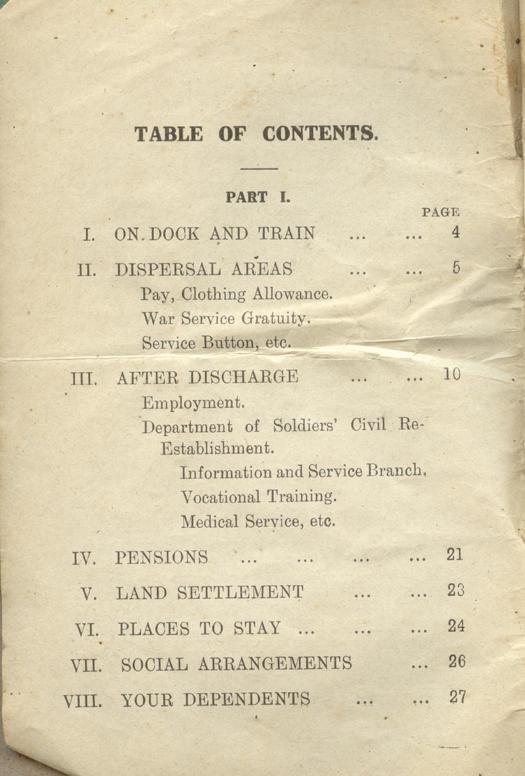 TABLE OF CONTENTS.
PART I.
PAGE
I. ON DOCK AND TRAIN ... ... 4
II. DISPERSAL AREAS ... ... 5
Pay, Clothing Allowance.
War Service Gratuity.
Service Button, etc.
III. AFTER DISCHARGE ... ... 10
Employment.
Department of Soldiers' Civil Re-
Establishment.
Information and Service Branch.
Vocational Training.
Medical Service, etc.
IV. PENSIONS ... ... ... ... 21
V. LAND SETTLEMENT ... ... 23
VI. PLACES TO STAY ... ... ... 24
VII. SOCIAL ARRANGEMENTS ... 26
VIII. YOUR DEPENDENTS ... ... 27